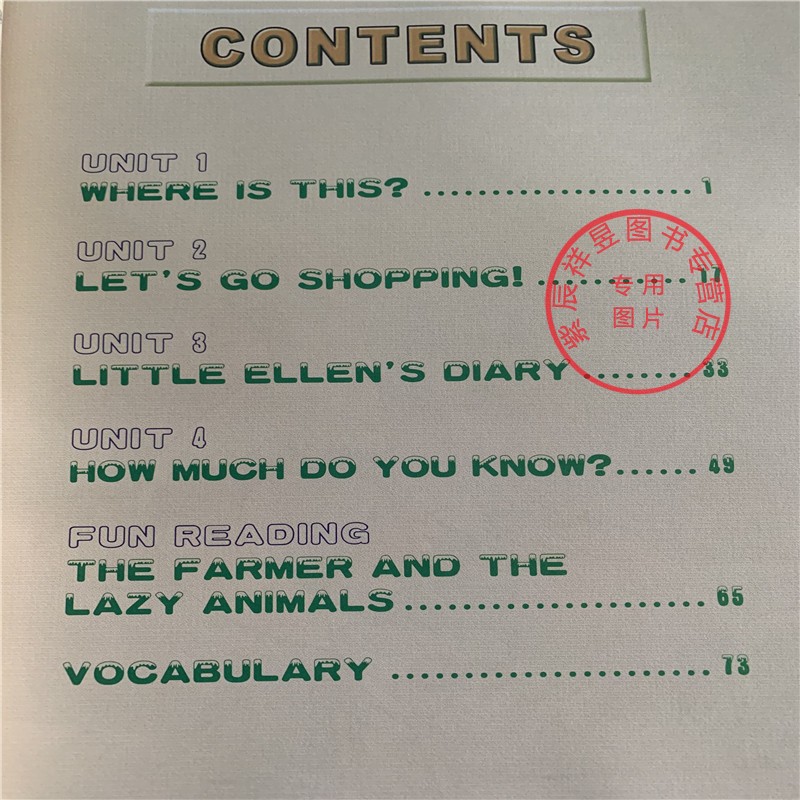 CONTENTS
UNIT 1
WHERE IS THIS? .................... 1
UNIT 2
LET'S GO SHOPPING! ........... 17
UNIT 3
LITTLE ELLEN'S DIARY ........ 33
UNIT 4
HOW MUCH DO YOU KNOW?...... 49
FUN READING
THE FARMER AND THE
LAZY ANIMALS ...................... 65
VOCABULARY ........................ 73
紫辰祥昱图书专营店
专用
图片